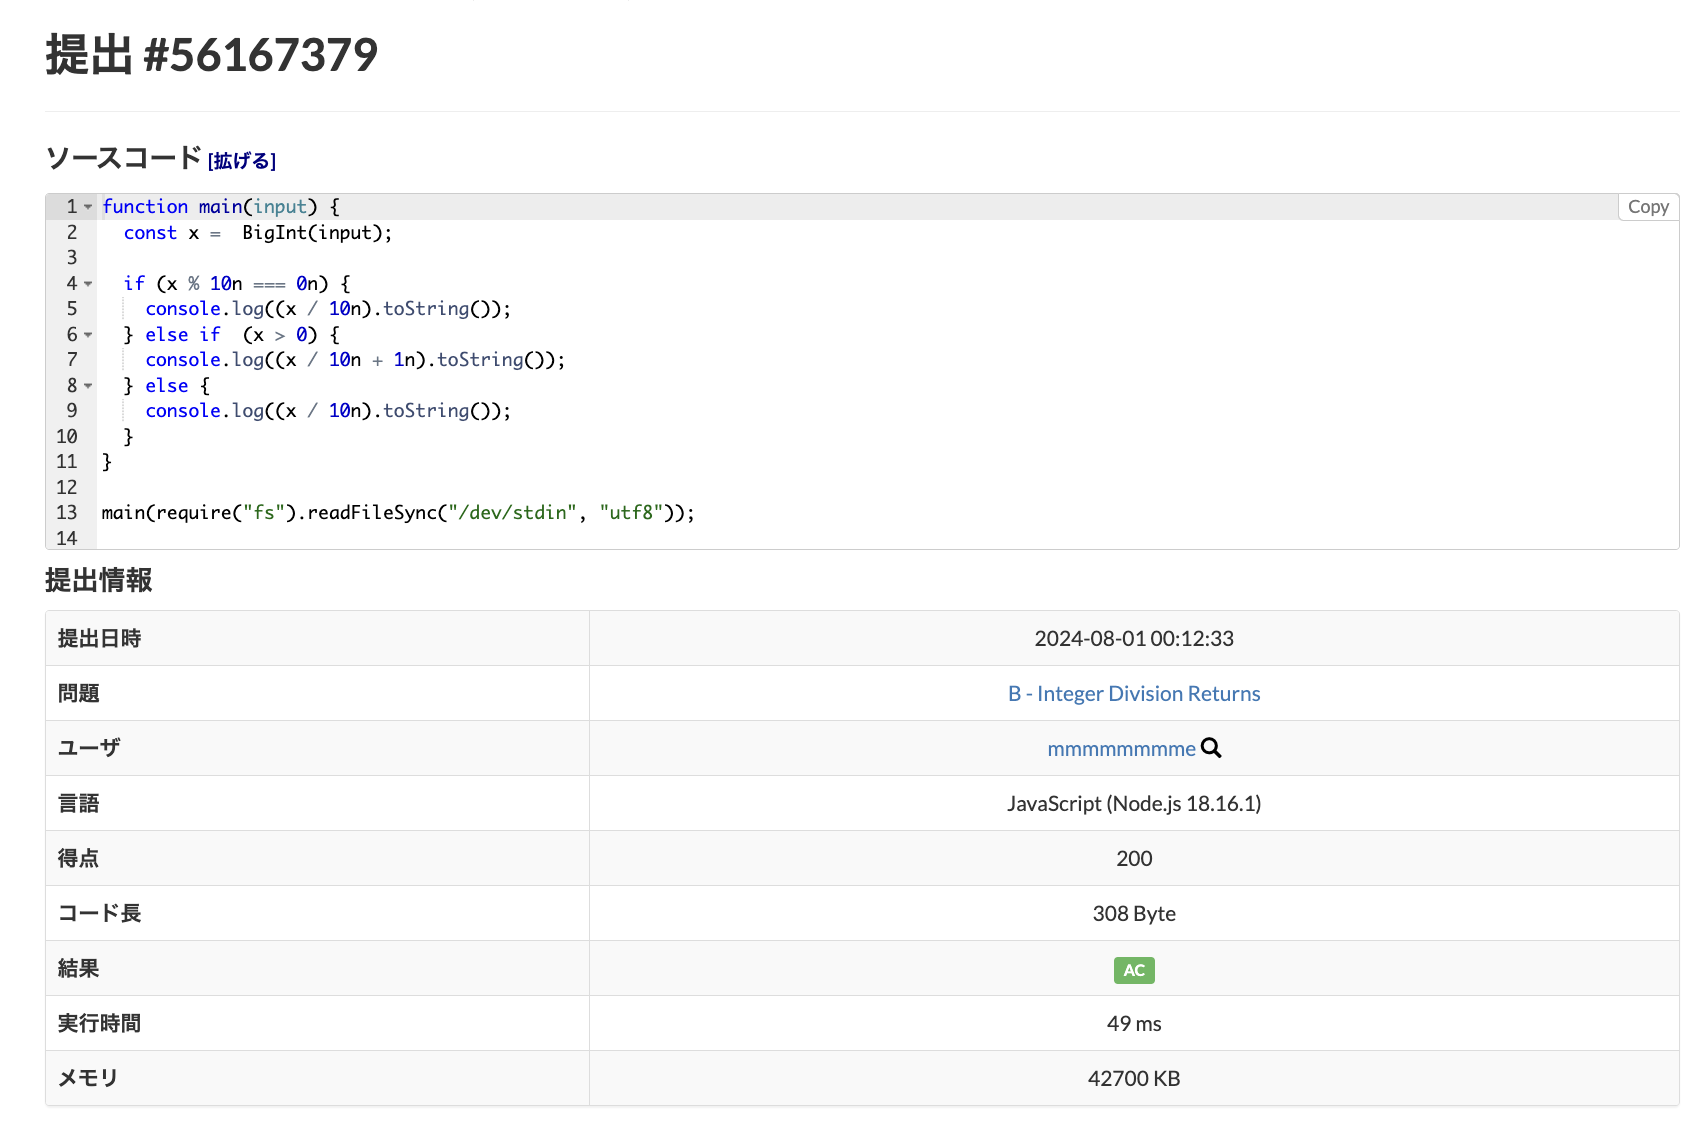 提出 #56167379
ソースコード [拡げる]
Copy
1 function main(input) {
2   const x =  BigInt(input);
3
4   if (x % 10n === 0n) {
5     console.log((x / 10n).toString());
6   } else if  (x > 0) {
7     console.log((x / 10n + 1n).toString());
8   } else {
9     console.log((x / 10n).toString());
10   }
11 }
12
13 main(require("fs").readFileSync("/dev/stdin", "utf8"));
14
提出情報
提出日時 2024-08-01 00:12:33
問題 B - Integer Division Returns
ユーザ mmmmmmmme
言語 JavaScript (Node.js 18.16.1)
得点 200
コード長 308 Byte
結果 AC
実行時間 49 ms
メモリ 42700 KB